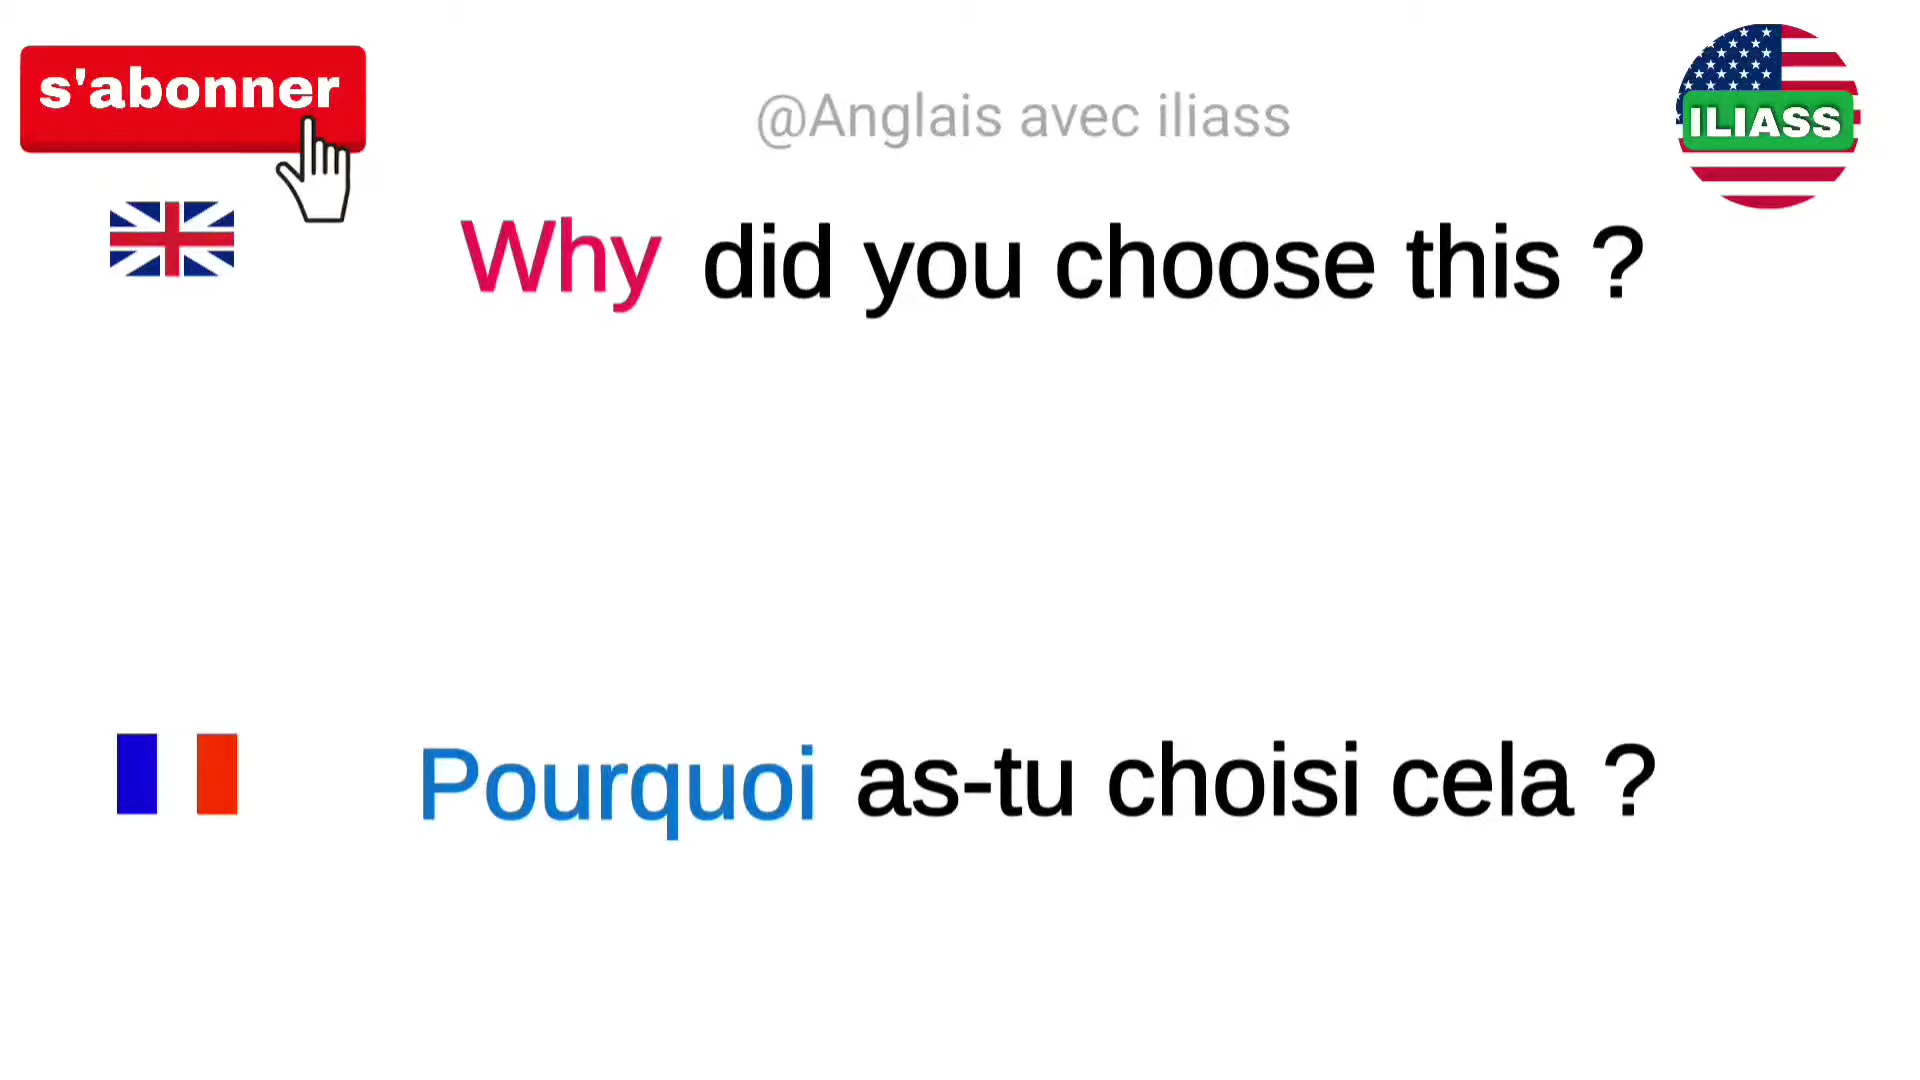 s'abonner
@Anglais avec iliass
ILIASS
Why did you choose this ?
Pourquoi as-tu choisi cela ?